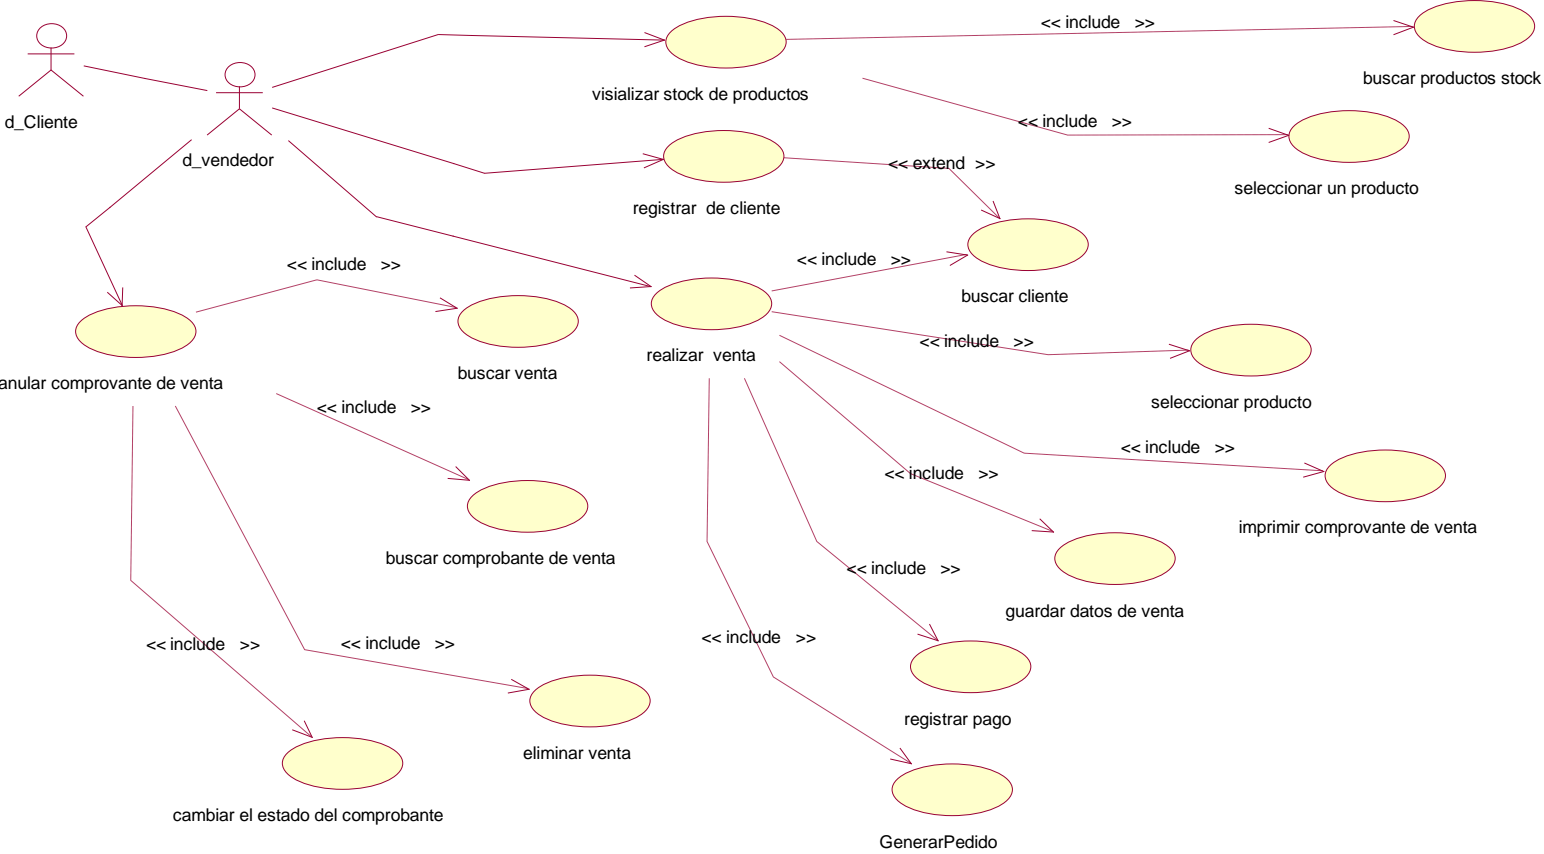 << include >>
buscar productos stock
visializar stock de productos
d_Cliente
<< include >>
d_vendedor
<< extend >>
seleccionar un producto
registrar de cliente
<< include >>
<< include >>
buscar cliente
<< include >>
realizar venta
buscar venta
anular comprovante de venta
seleccionar producto
<< include >>
<< include >>
<< include >>
imprimir comprovante de venta
buscar comprobante de venta
<< include >>
guardar datos de venta
<< include >>
<< include >>
<< include >>
registrar pago
eliminar venta
cambiar el estado del comprobante
GenerarPedido